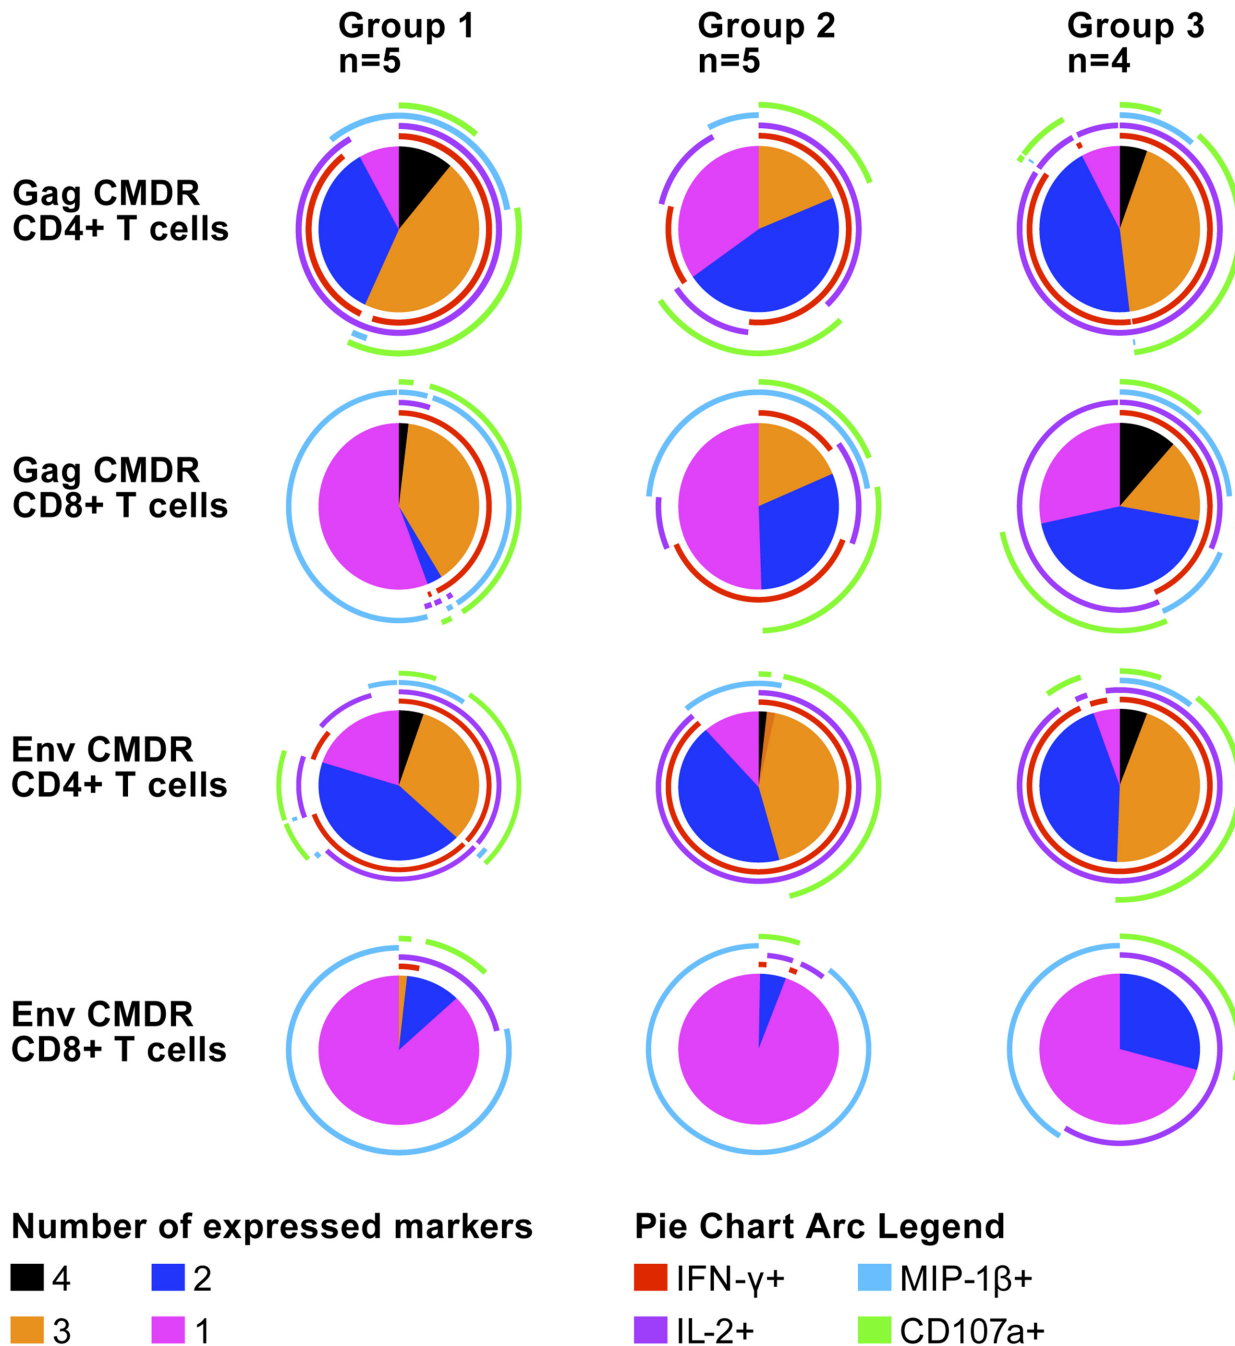 Group 1
n=5
Group 2
n=5
Group 3
n=4
Gag CMDR
CD4+ T cells
Gag CMDR
CD8+ T cells
Env CMDR
CD4+ T cells
Env CMDR
CD8+ T cells
Number of expressed markers
4
2
3
1
Pie Chart Arc Legend
IFN-γ+
MIP-1β+
IL-2+
CD107a+